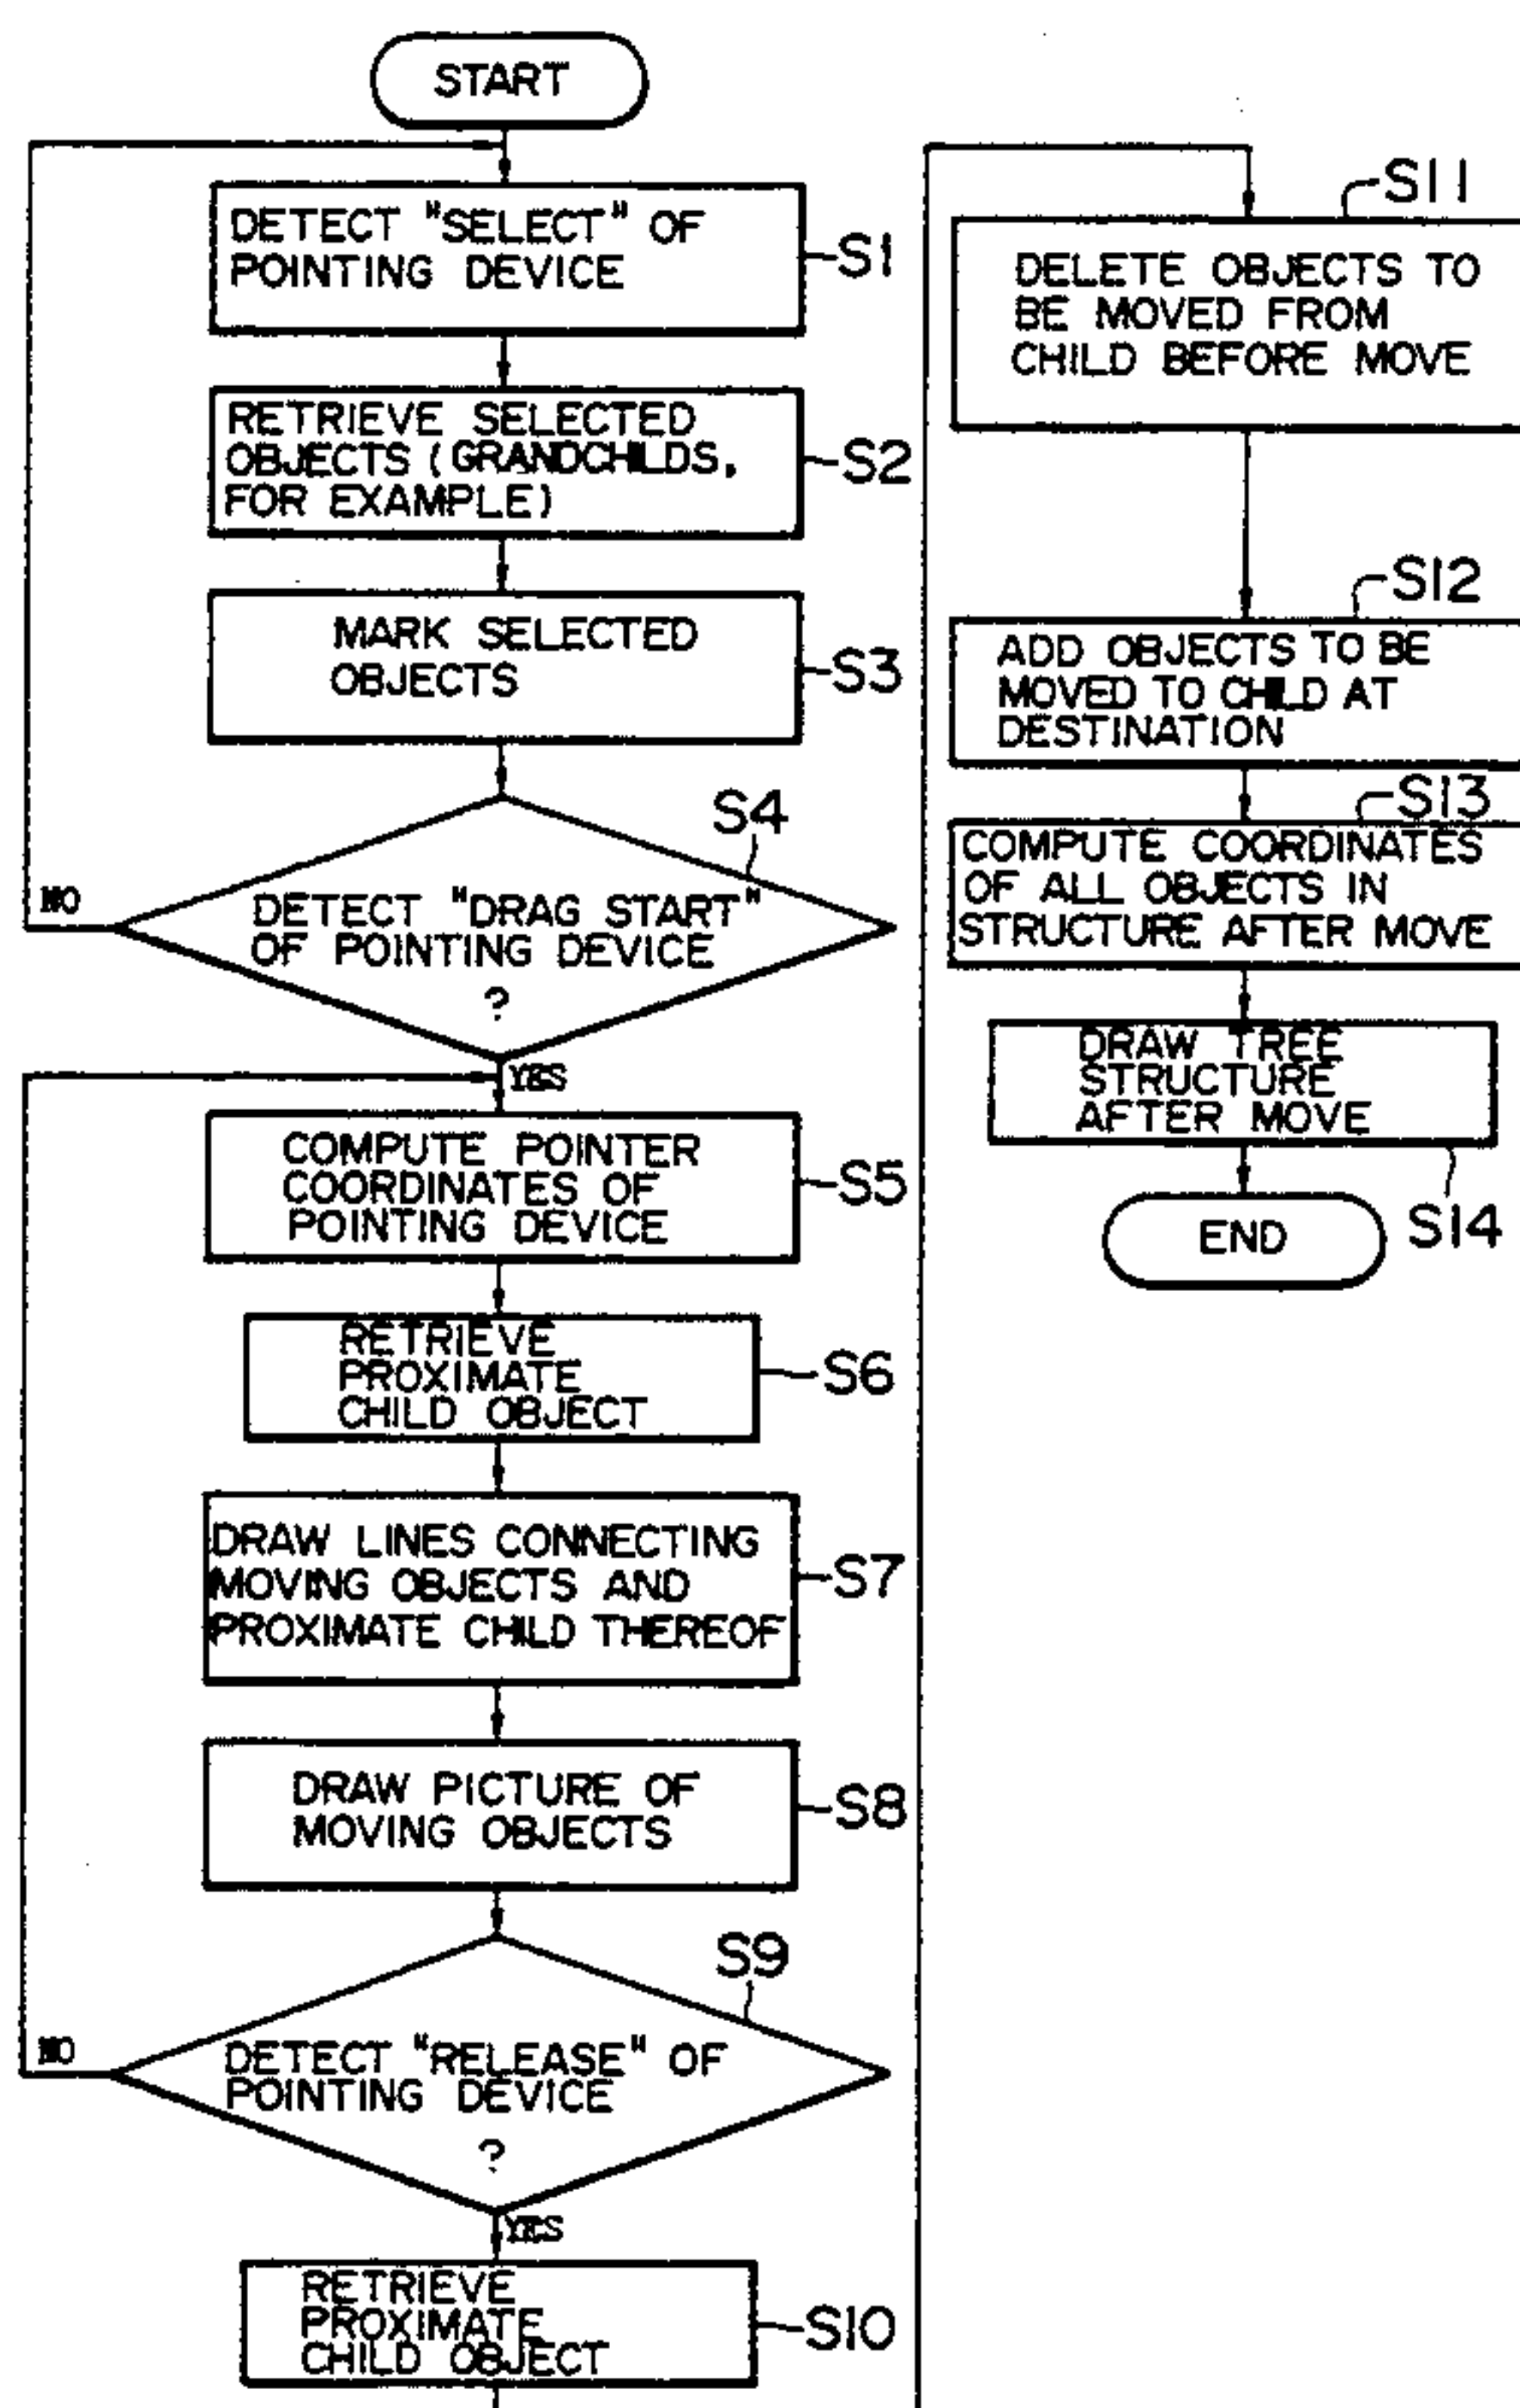 START
DETECT "SELECT" OF
POINTING DEVICE
S1
RETRIEVE SELECTED
OBJECTS (GRANDCHILDS,
FOR EXAMPLE)
S2
MARK SELECTED
OBJECTS
S3
S4
NO
DETECT "DRAG START"
OF POINTING DEVICE
?
YES
COMPUTE POINTER
COORDINATES OF
POINTING DEVICE
S5
RETRIEVE
PROXIMATE
CHILD OBJECT
S6
DRAW LINES CONNECTING
MOVING OBJECTS AND
PROXIMATE CHILD THEREOF
S7
DRAW PICTURE OF
MOVING OBJECTS
S8
S9
NO
DETECT "RELEASE" OF
POINTING DEVICE
?
YES
RETRIEVE
PROXIMATE
CHILD OBJECT
S10
S11
DELETE OBJECTS TO
BE MOVED FROM
CHILD BEFORE MOVE
S12
ADD OBJECTS TO BE
MOVED TO CHILD AT
DESTINATION
S13
COMPUTE COORDINATES
OF ALL OBJECTS IN
STRUCTURE AFTER MOVE
DRAW TREE
STRUCTURE
AFTER MOVE
S14
END